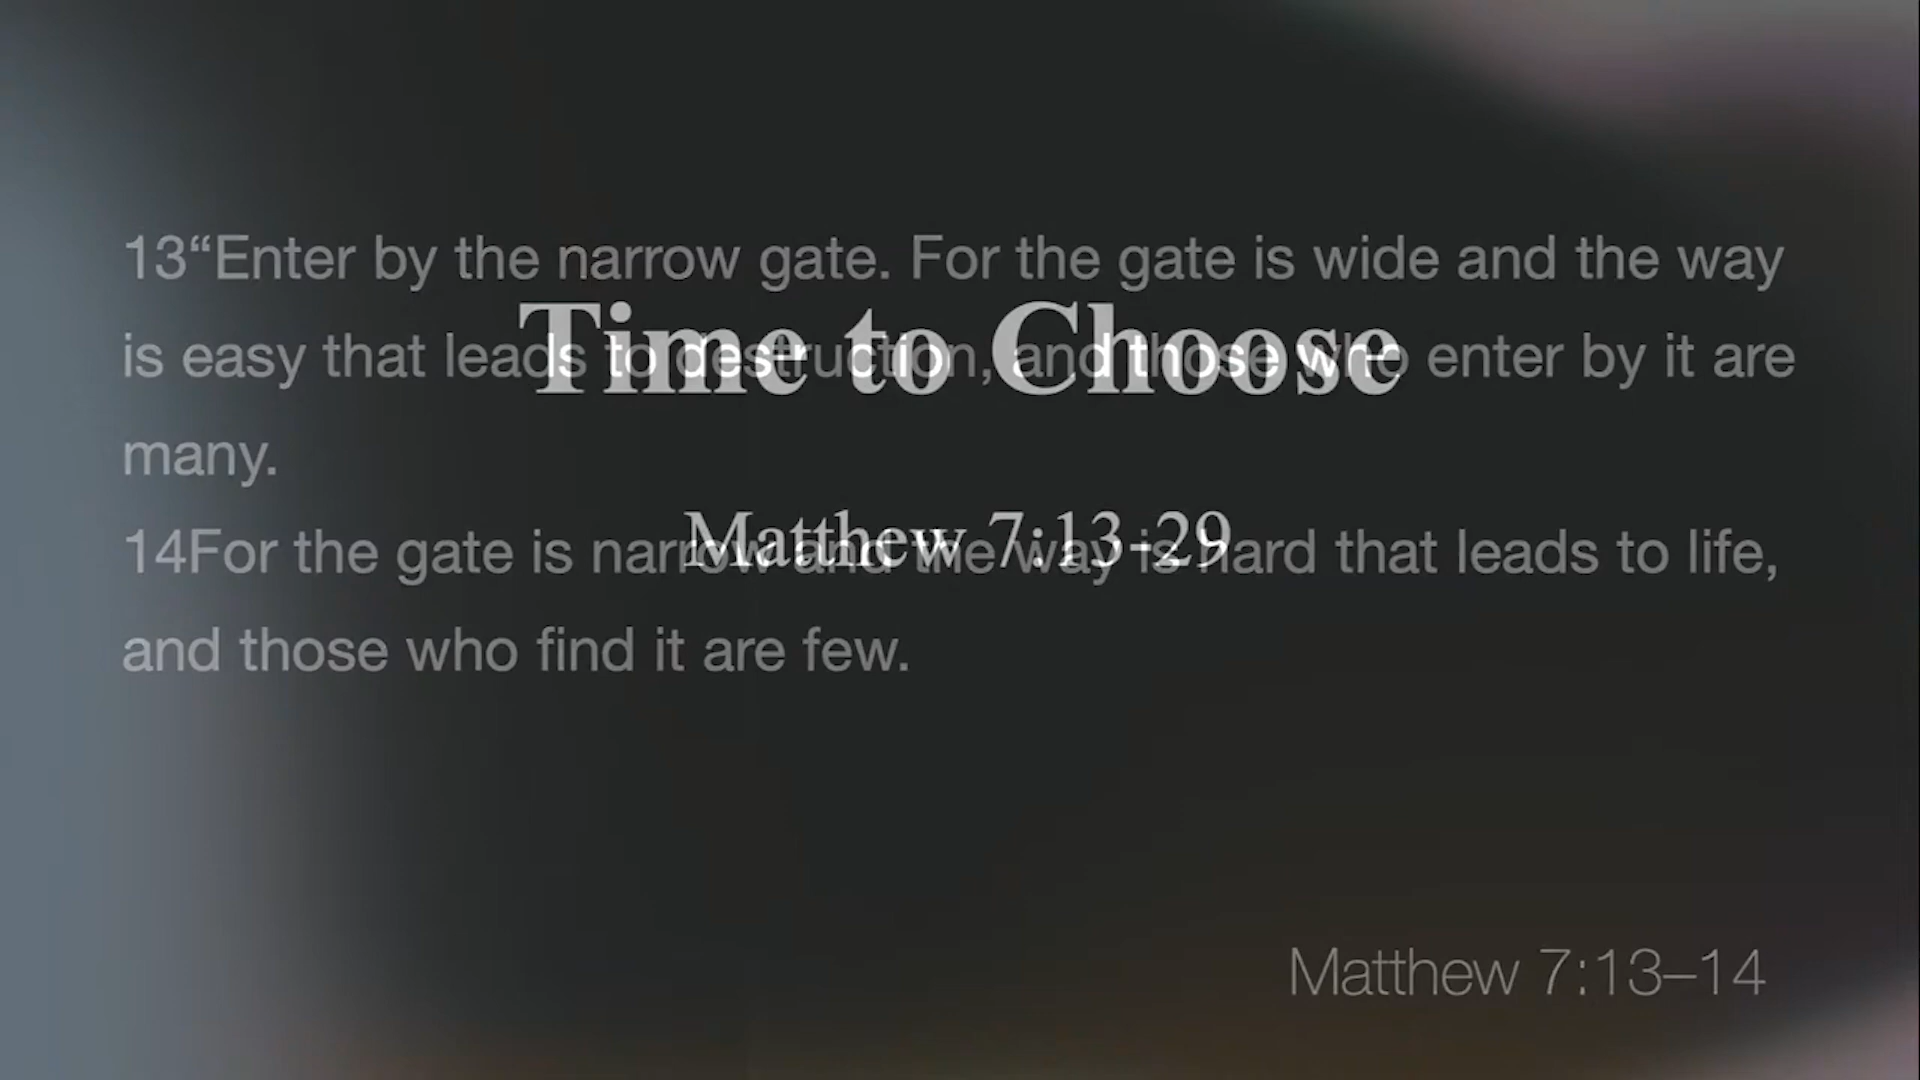 13“Enter by the narrow gate. For the gate is wide and the way
Time to Choose
is easy that leads to destruction, and those who enter by it are
many.
Matthew 7:13-29
14For the gate is narrow and the way is hard that leads to life,
and those who find it are few.
Matthew 7:13–14